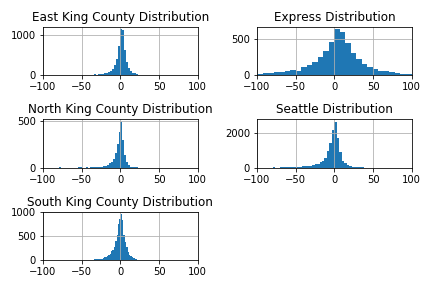 East King County Distribution
1000
0
−100 −50 0 50 100
Express Distribution
500
0
−100 −50 0 50 100
North King County Distribution
500
0
−100 −50 0 50 100
Seattle Distribution
2000
0
−100 −50 0 50 100
South King County Distribution
1000
500
0
−100 −50 0 50 100